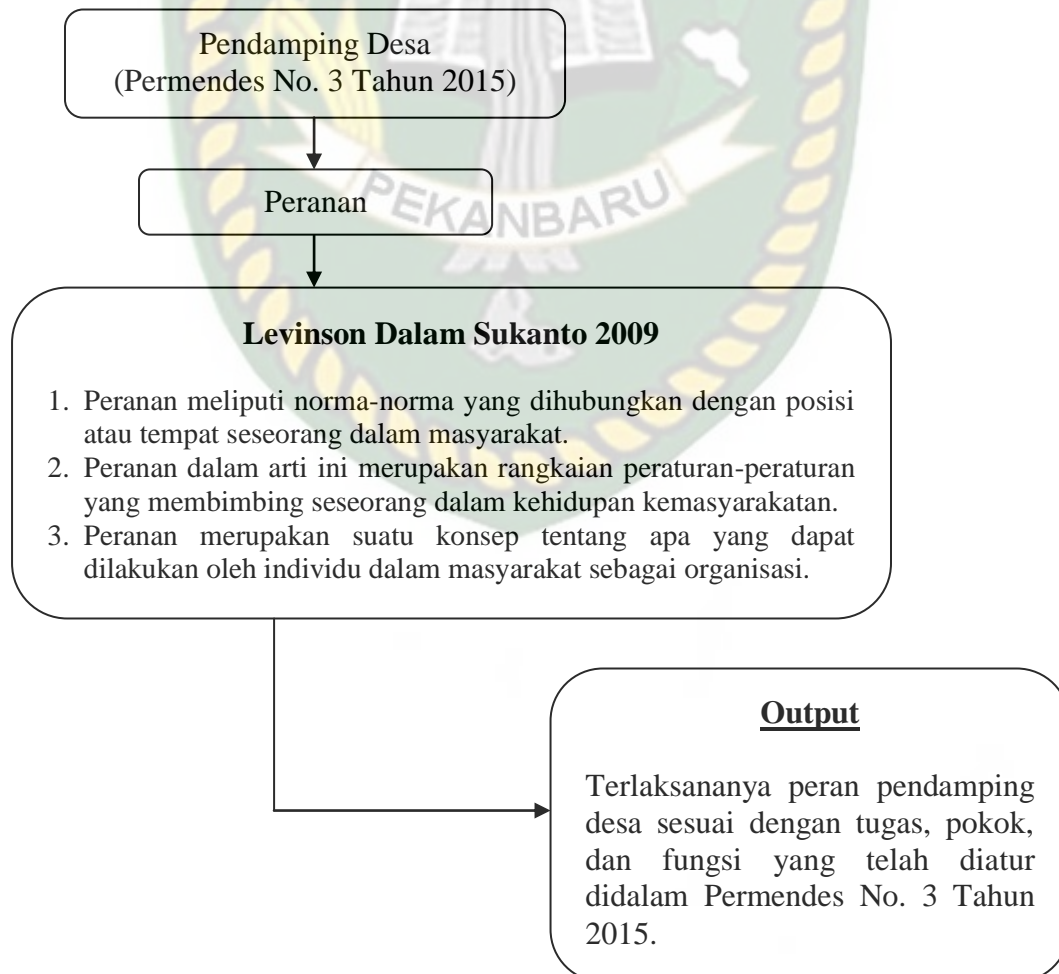 Pendamping Desa
(Permendes No. 3 Tahun 2015)
Peranan
PEKANBARU
Levinson Dalam Sukanto 2009
1. Peranan meliputi norma-norma yang dihubungkan dengan posisi
atau tempat seseorang dalam masyarakat.
2. Peranan dalam arti ini merupakan rangkaian peraturan-peraturan
yang membimbing seseorang dalam kehidupan kemasyarakatan.
3. Peranan merupakan suatu konsep tentang apa yang dapat
dilakukan oleh individu dalam masyarakat sebagai organisasi.
Output
Terlaksananya peran pendamping
desa sesuai dengan tugas, pokok,
dan fungsi yang telah diatur
didalam Permendes No. 3 Tahun
2015.